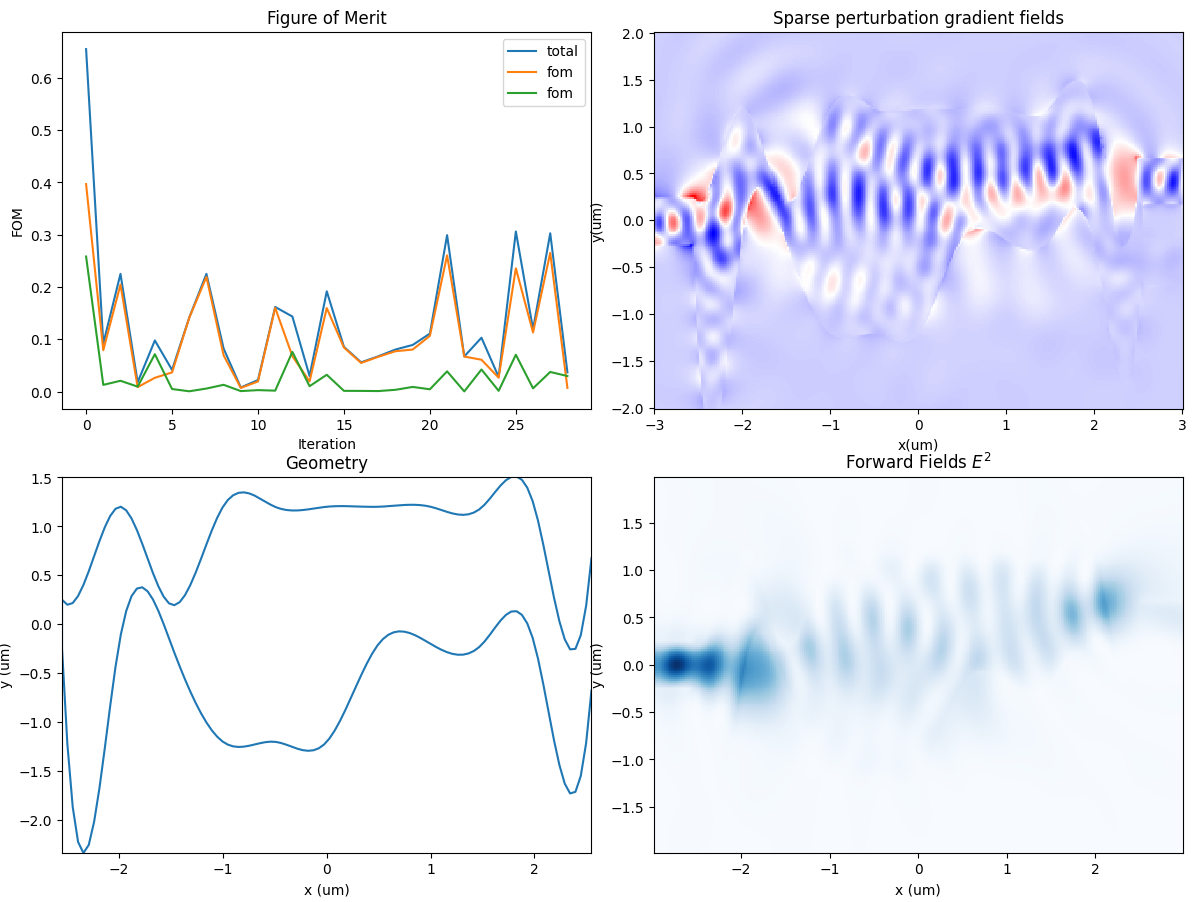 Figure of Merit
FOM
0.6
0.5
0.4
0.3
0.2
0.1
0.0
total
fom
fom
0 5 10 15 20 25
Iteration
Sparse perturbation gradient fields
y(um)
2.0
1.5
1.0
0.5
0.0
−0.5
−1.0
−1.5
−2.0
−3 −2 −1 0 1 2 3
x(um)
Geometry
y (um)
1.5
1.0
0.5
0.0
−0.5
−1.0
−1.5
−2.0
−2 −1 0 1 2
x (um)
Forward Fields E²
y (um)
1.5
1.0
0.5
0.0
−0.5
−1.0
−1.5
−2 −1 0 1 2
x (um)